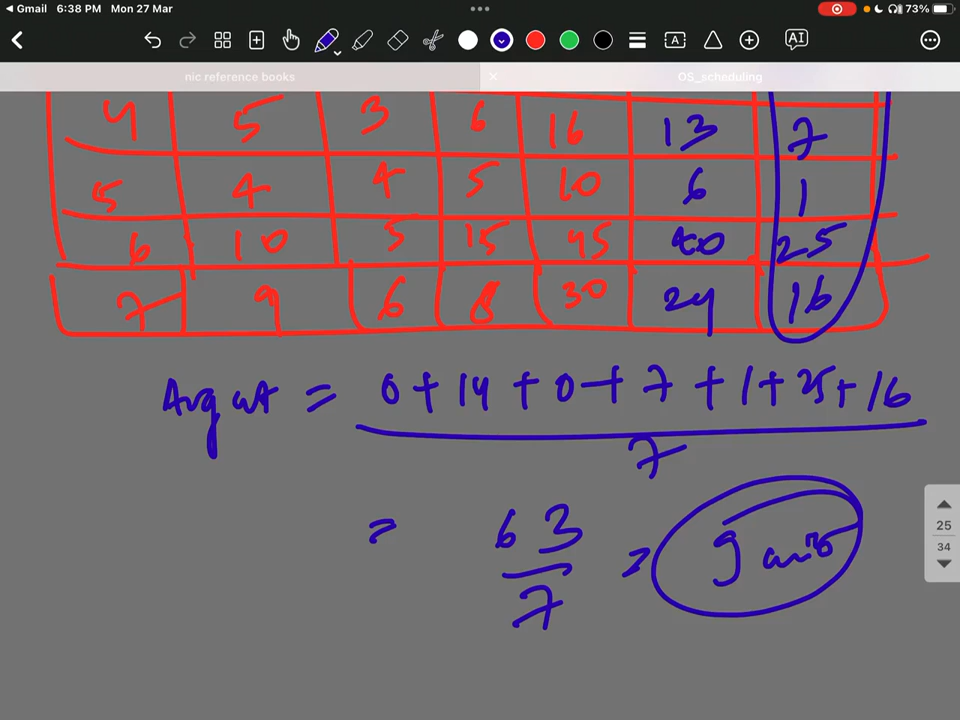 Gmail 6:38 PM Mon 27 Mar 73%
A AI
nic reference books OS_scheduling
4 5 3 6 16 13 7
5 4 4 5 10 6 1
6 10 5 15 45 40 25
7 9 6 8 30 24 16
Avg wt = 0 + 14 + 0 + 7 + 1 + 25 + 16
7
= 63 = 9
7
25
34